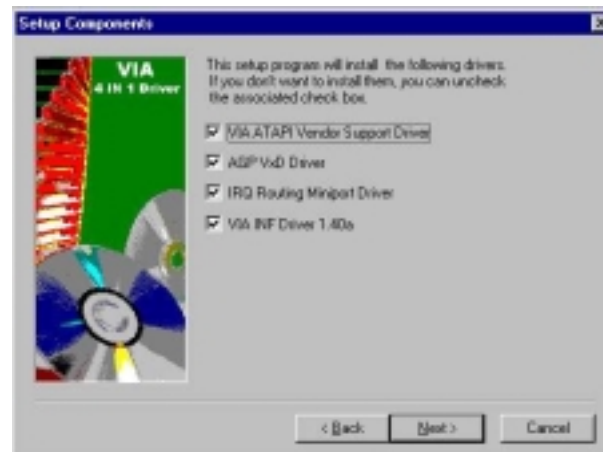 Setup Components
VIA
4 IN 1 Driver
This setup program will install the following drivers.
If you don't want to install them, you can uncheck
the associated check box.
VIA ATAPI Vendor Support Driver
AGP VxD Driver
IRQ Routing Miniport Driver
VIA INF Driver 1.40a
< Back
Next >
Cancel